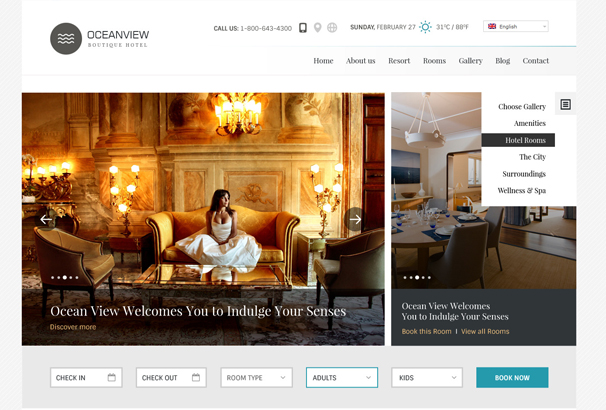 OCEANVIEW
BOUTIQUE HOTEL
CALL US: 1-800-643-4300
SUNDAY, FEBRUARY 27
31°C / 88°F
English
Home About us Resort Rooms Gallery Blog Contact
Choose Gallery
Amenities
Hotel Rooms
The City
Surroundings
Wellness & Spa
Ocean View Welcomes You to Indulge Your Senses
Discover more
Ocean View Welcomes
You to Indulge Your Senses
Book this Room | View all Rooms
CHECK IN CHECK OUT ROOM TYPE ADULTS KIDS BOOK NOW